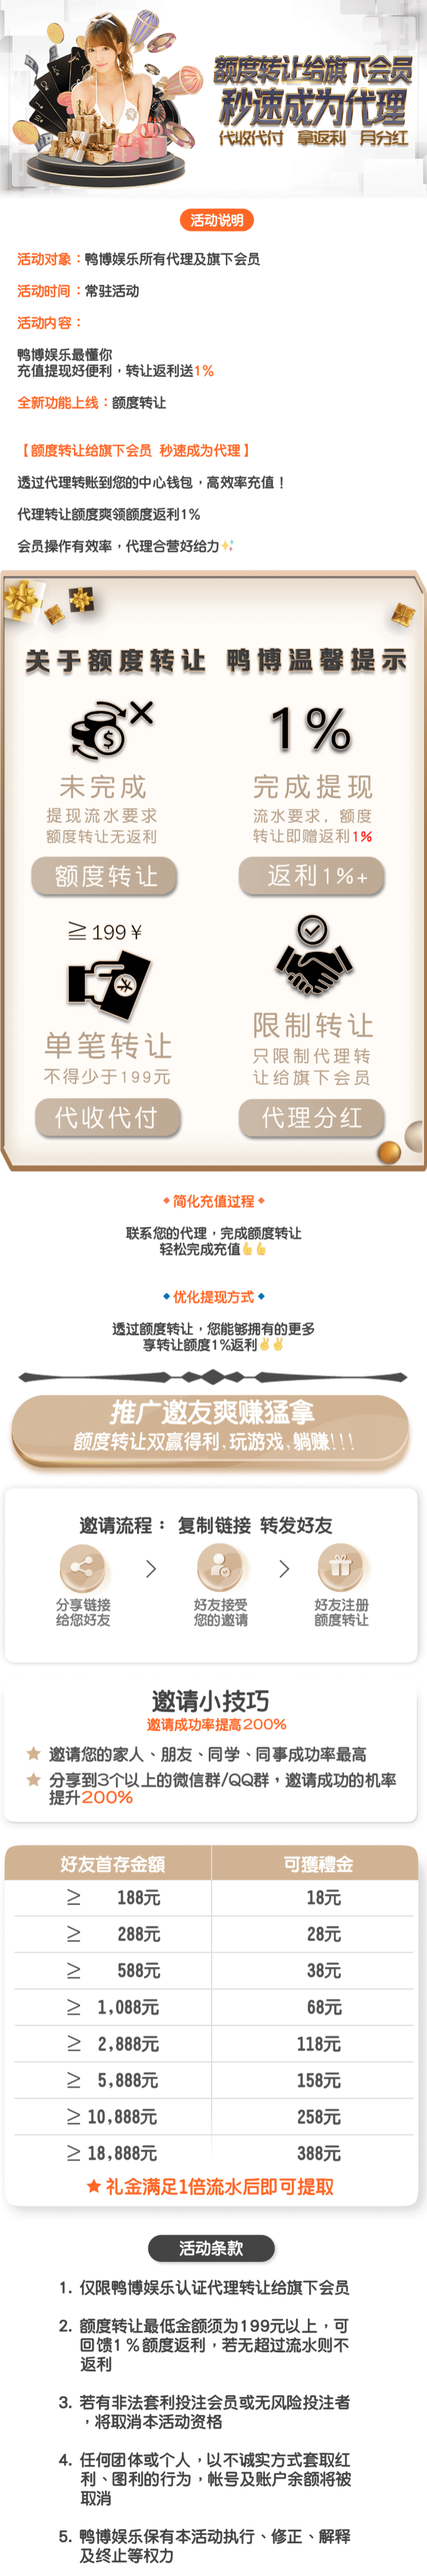 额度转让给旗下会员
秒速成为代理
代收代付 拿返利 月分红
活动说明
活动对象：鸭博娱乐所有代理及旗下会员
活动时间：常驻活动
活动内容：
鸭博娱乐最懂你
充值提现好便利，转让返利送1%
全新功能上线：额度转让
【额度转让给旗下会员 秒速成为代理】
透过代理转账到您的中心钱包，高效率充值！
代理转让额度爽领额度返利1%
会员操作有效率，代理合营好给力✨
关于额度转让 鸭博温馨提示
1%
未完成
提现流水要求
额度转让无返利
额度转让
完成提现
流水要求，额度
转让即赠返利1%
返利1%+
≧199￥
单笔转让
不得少于199元
代收代付
限制转让
只限制代理转
让给旗下会员
代理分红
🔸简化充值过程🔸
联系您的代理，完成额度转让
轻松完成充值👍👍
🔹优化提现方式🔹
透过额度转让，您能够拥有的更多
享转让额度1%返利✌✌
推广邀友爽赚猛拿
额度转让双赢得利,玩游戏,躺赚!!!
邀请流程： 复制链接 转发好友
分享链接
给您好友
好友接受
您的邀请
好友注册
额度转让
邀请小技巧
邀请成功率提高200%
★ 邀请您的家人、朋友、同学、同事成功率最高
★ 分享到3个以上的微信群/QQ群，邀请成功的机率
提升200%
好友首存金額 可獲禮金
≥ 188元 18元
≥ 288元 28元
≥ 588元 38元
≥ 1,088元 68元
≥ 2,888元 118元
≥ 5,888元 158元
≥ 10,888元 258元
≥ 18,888元 388元
★ 礼金满足1倍流水后即可提取
活动条款
1. 仅限鸭博娱乐认证代理转让给旗下会员
2. 额度转让最低金额须为199元以上，可
回馈1％额度返利，若无超过流水则不
返利
3. 若有非法套利投注会员或无风险投注者
，将取消本活动资格
4. 任何团体或个人，以不诚实方式套取红
利、图利的行为，帐号及账户余额将被
取消
5. 鸭博娱乐保有本活动执行、修正、解释
及终止等权力